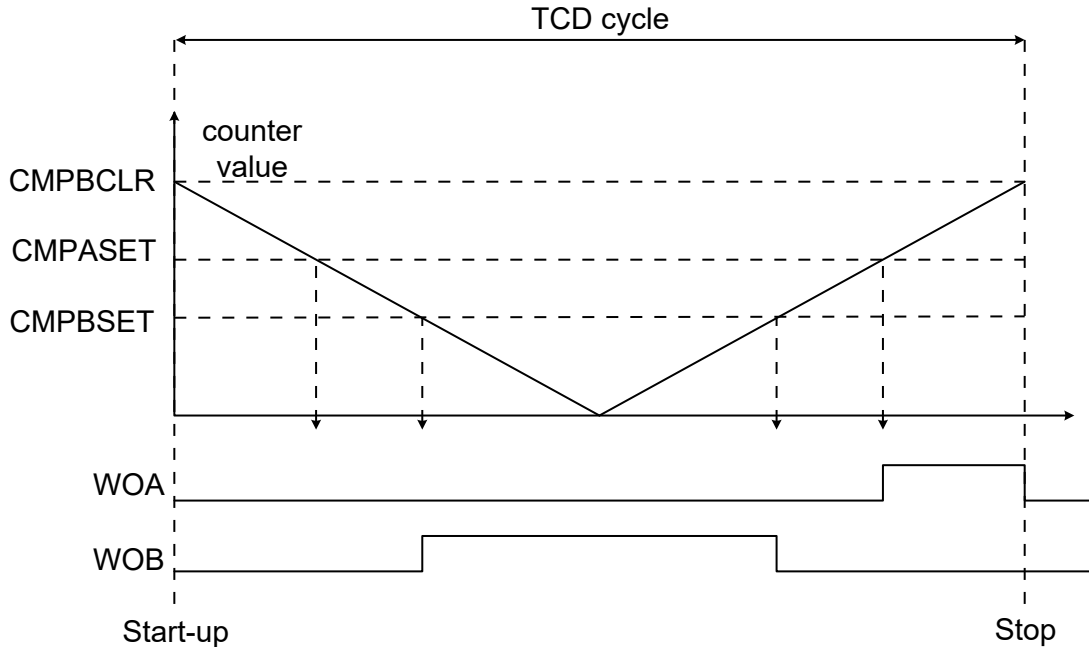 TCD cycle
counter
value
CMPBCLR
CMPASET
CMPBSET
WOA
WOB
Start-up
Stop